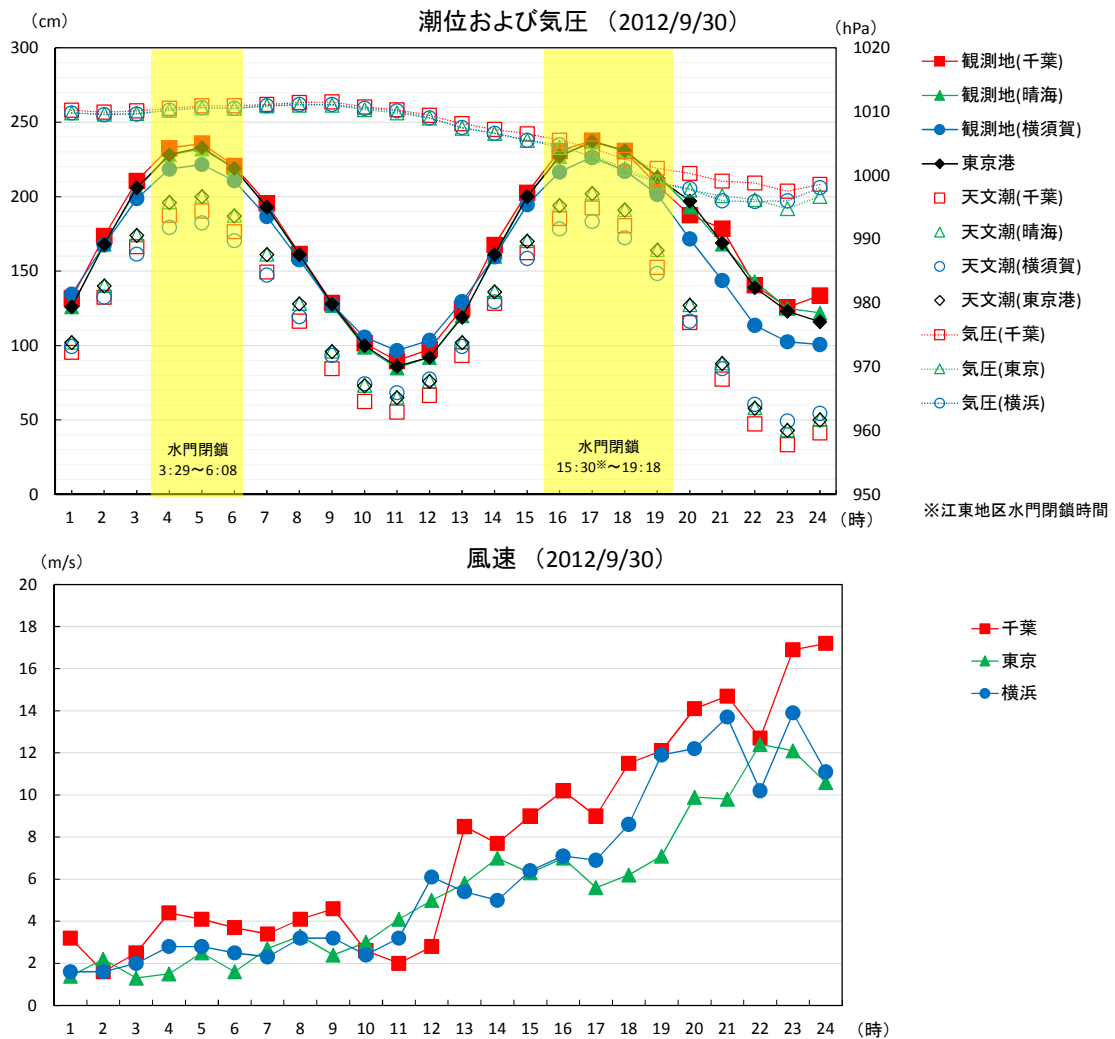 潮位および気圧 （2012/9/30）
（cm）
（hPa）
300
250
200
150
100
50
0
1020
1010
1000
990
980
970
960
950
水門閉鎖
3：29～6：08
水門閉鎖
15：30※～19：18
1 2 3 4 5 6 7 8 9 10 11 12 13 14 15 16 17 18 19 20 21 22 23 24
（時）
観測地(千葉)
観測地(晴海)
観測地(横須賀)
東京港
天文潮(千葉)
天文潮(晴海)
天文潮(横須賀)
天文潮(東京港)
気圧(千葉)
気圧(東京)
気圧(横浜)
※江東地区水門閉鎖時間
風速 （2012/9/30）
（m/s）
20
18
16
14
12
10
8
6
4
2
0
1 2 3 4 5 6 7 8 9 10 11 12 13 14 15 16 17 18 19 20 21 22 23 24
（時）
千葉
東京
横浜